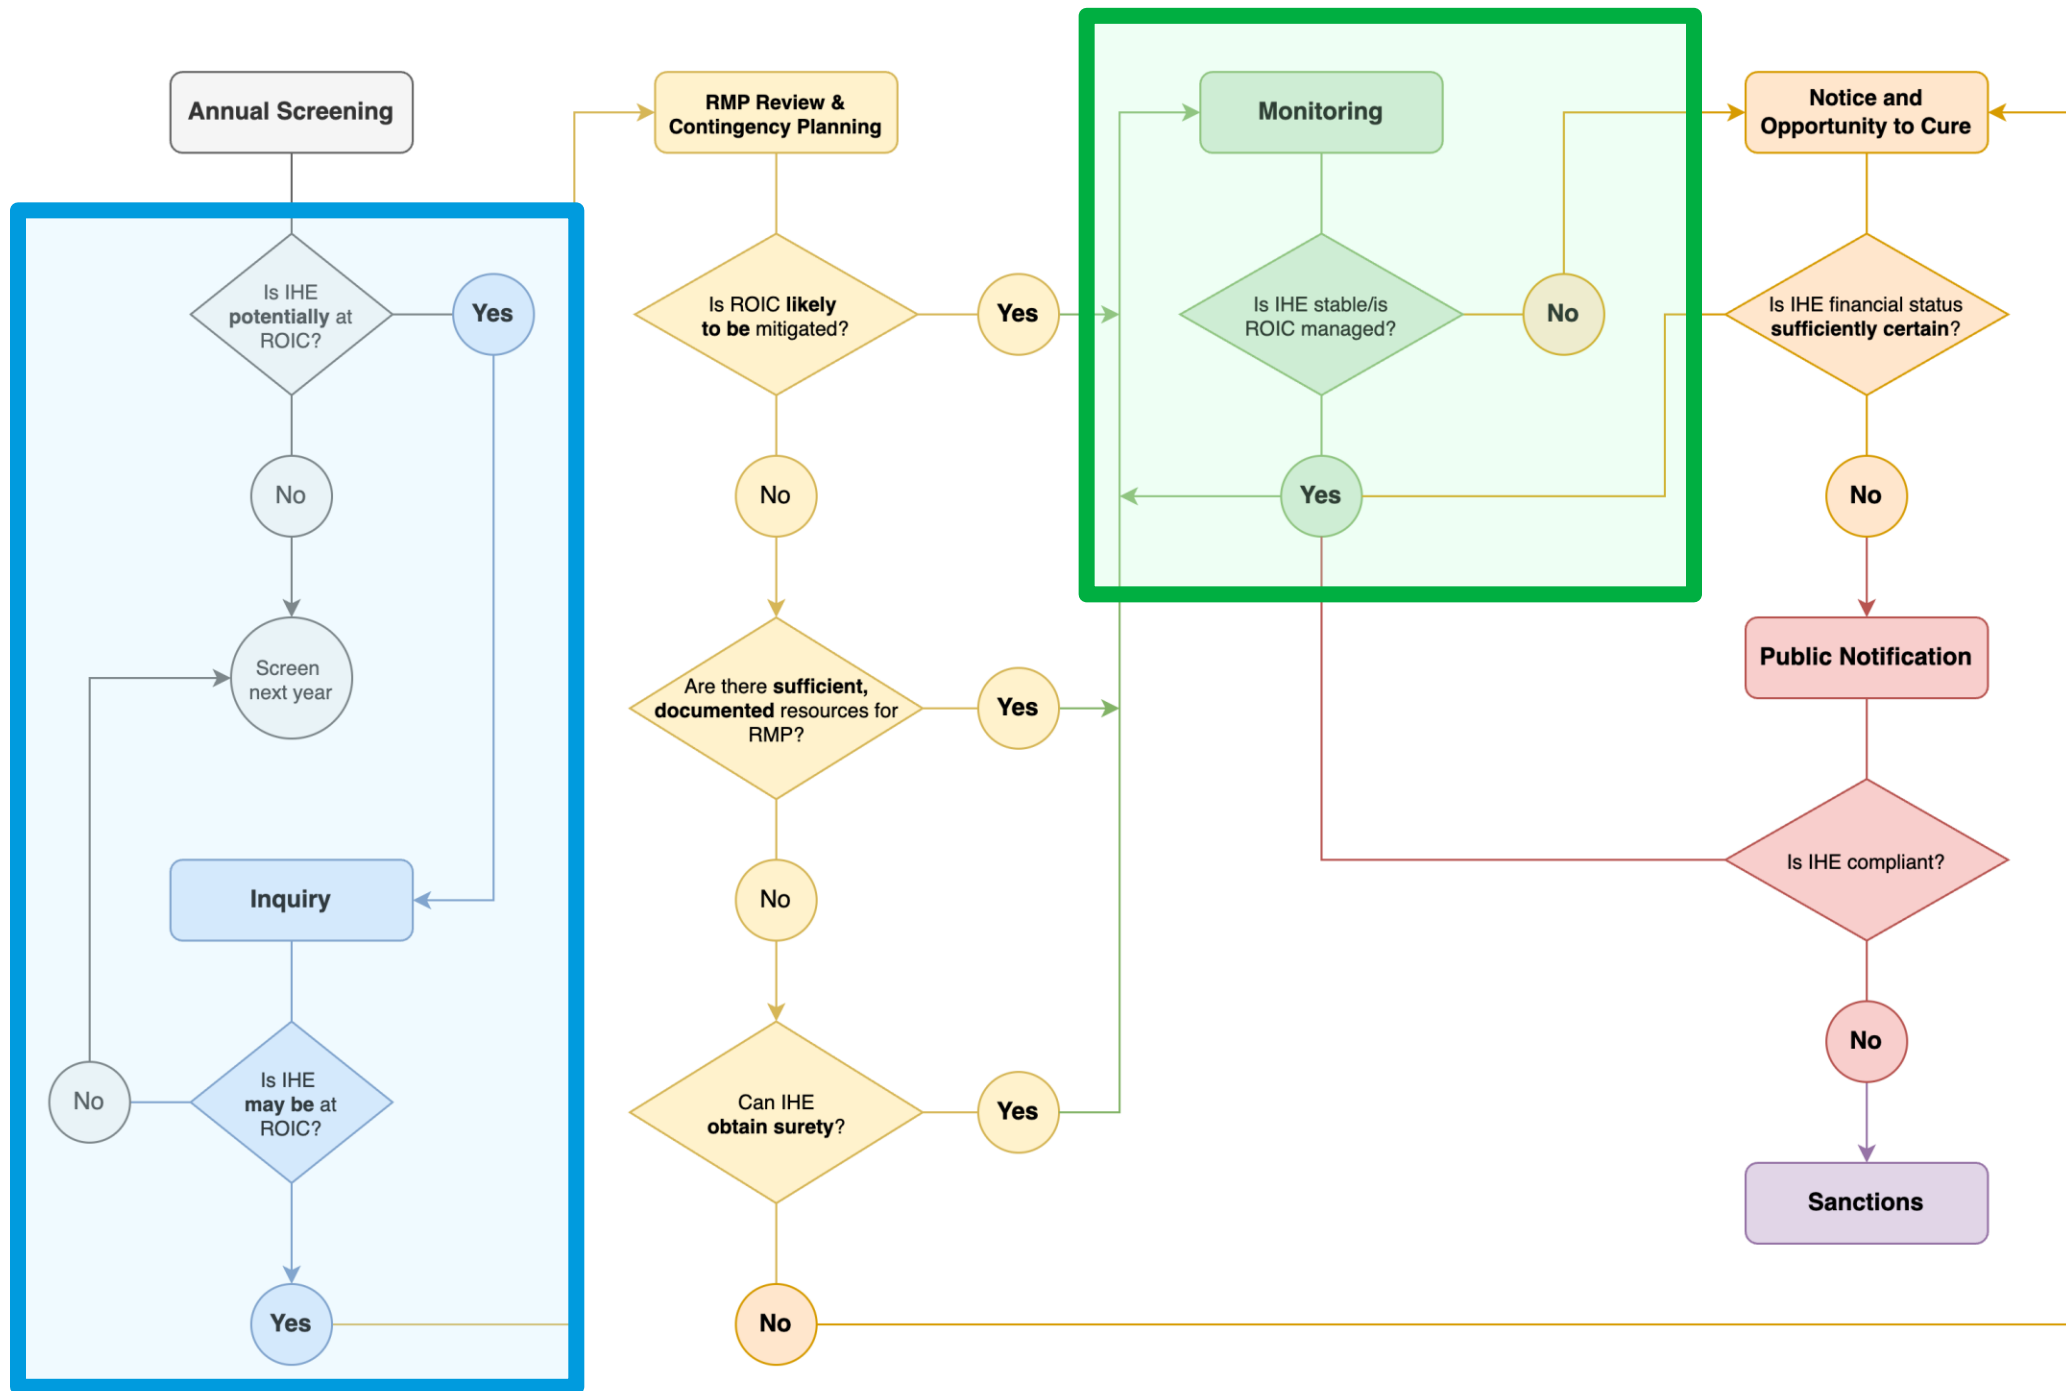 Annual Screening
Is IHE
potentially at
ROIC?
Yes
No
Screen
next year
Inquiry
Is IHE
may be at
ROIC?
No
Yes
RMP Review &
Contingency Planning
Is ROIC likely
to be mitigated?
Yes
No
Are there sufficient,
documented resources for
RMP?
Yes
No
Can IHE
obtain surety?
Yes
No
Monitoring
Is IHE stable/is
ROIC managed?
No
Yes
Notice and
Opportunity to Cure
Is IHE financial status
sufficiently certain?
No
Public Notification
Is IHE compliant?
No
Sanctions